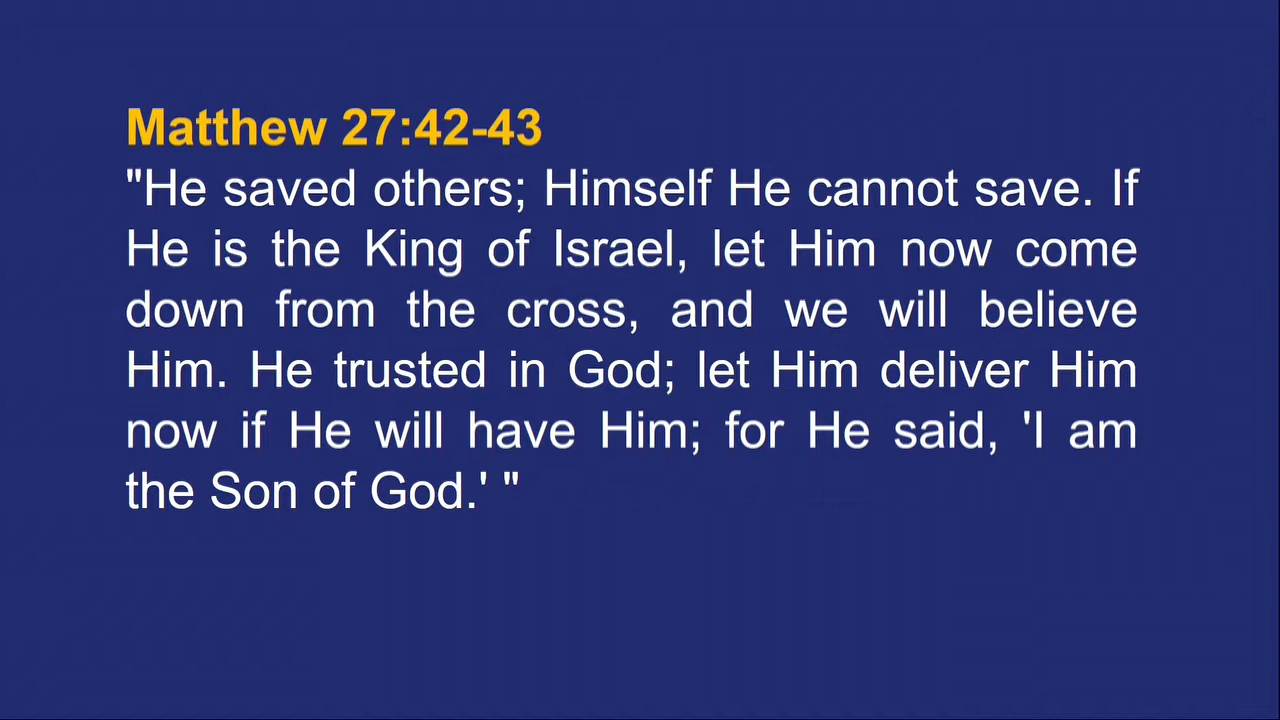 Matthew 27:42-43
"He saved others; Himself He cannot save. If
He is the King of Israel, let Him now come
down from the cross, and we will believe
Him. He trusted in God; let Him deliver Him
now if He will have Him; for He said, 'I am
the Son of God.' "